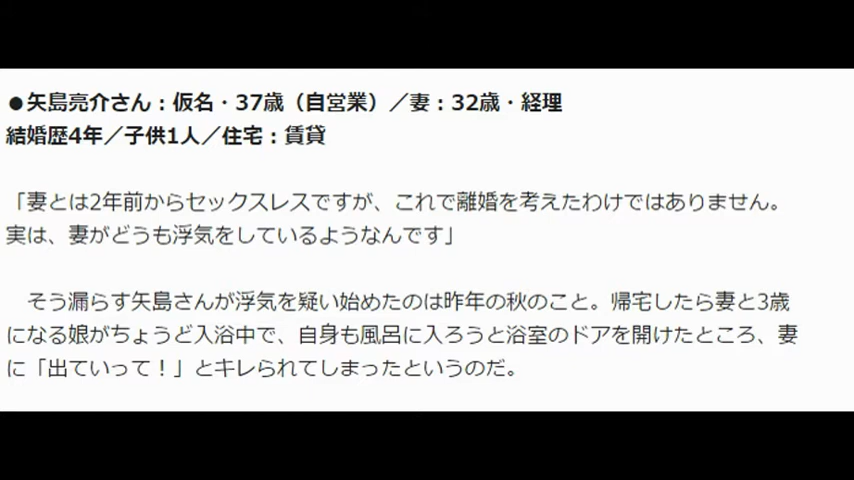 ●矢島亮介さん：仮名・37歳（自営業）／妻：32歳・経理
結婚歴4年／子供1人／住宅：賃貸
「妻とは2年前からセックスレスですが、これで離婚を考えたわけではありません。
実は、妻がどうも浮気をしているようなんです」
　そう漏らす矢島さんが浮気を疑い始めたのは昨年の秋のこと。帰宅したら妻と3歳
になる娘がちょうど入浴中で、自身も風呂に入ろうと浴室のドアを開けたところ、妻
に「出ていって！」とキレられてしまったというのだ。